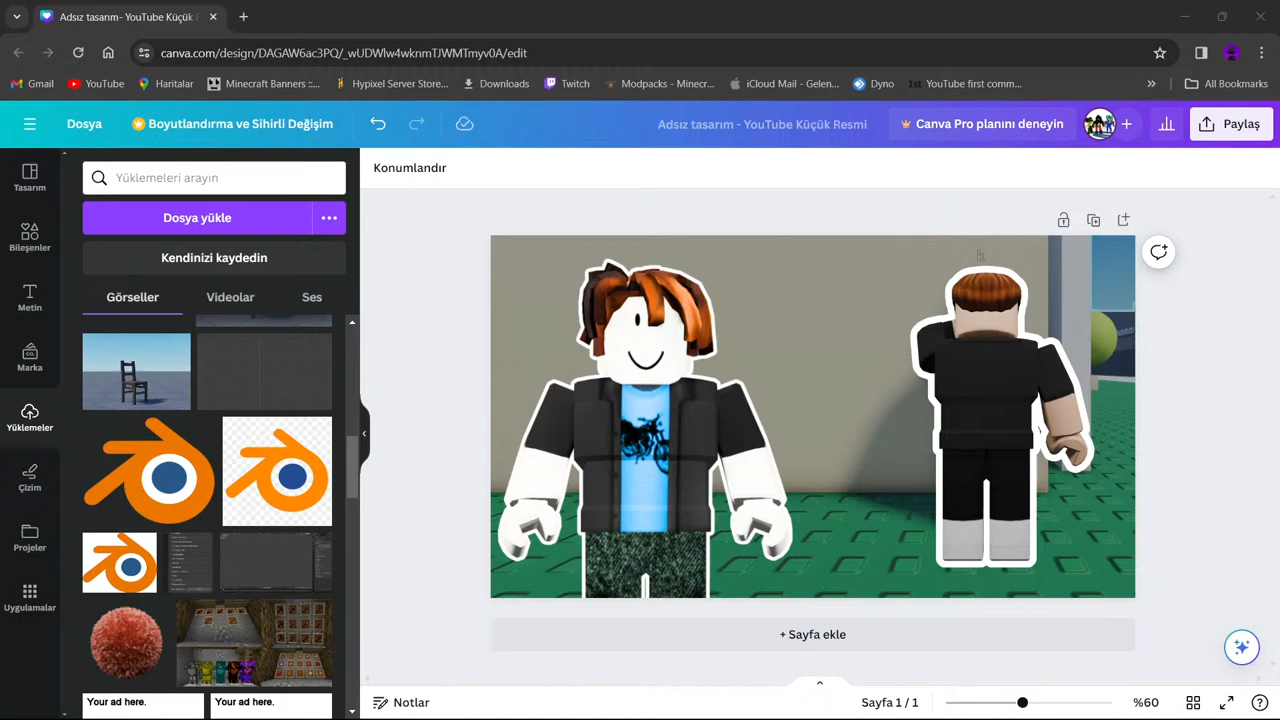 Adsız tasarım- YouTube Küçük
canva.com/design/DAGAW6ac3PQ/_wUDWlw4wknmTJWMTmyv0A/edit
Gmail YouTube Haritalar Minecraft Banners ::... Hypixel Server Store... Downloads Twitch Modpacks - Minecr... iCloud Mail - Gelen... Dyno 1st YouTube first comm... » All Bookmarks
Dosya Boyutlandırma ve Sihirli Değişim Adsız tasarım - YouTube Küçük Resmi Canva Pro planını deneyin Paylaş
Tasarım
Bileşenler
Metin
Marka
Yüklemeler
Çizim
Projeler
Uygulamalar
Yüklemeleri arayın
Dosya yükle
Kendinizi kaydedin
Görseller Videolar Ses
Your ad here. Your ad here.
Konumlandır
k
+ Sayfa ekle
Notlar Sayfa 1 / 1 %60